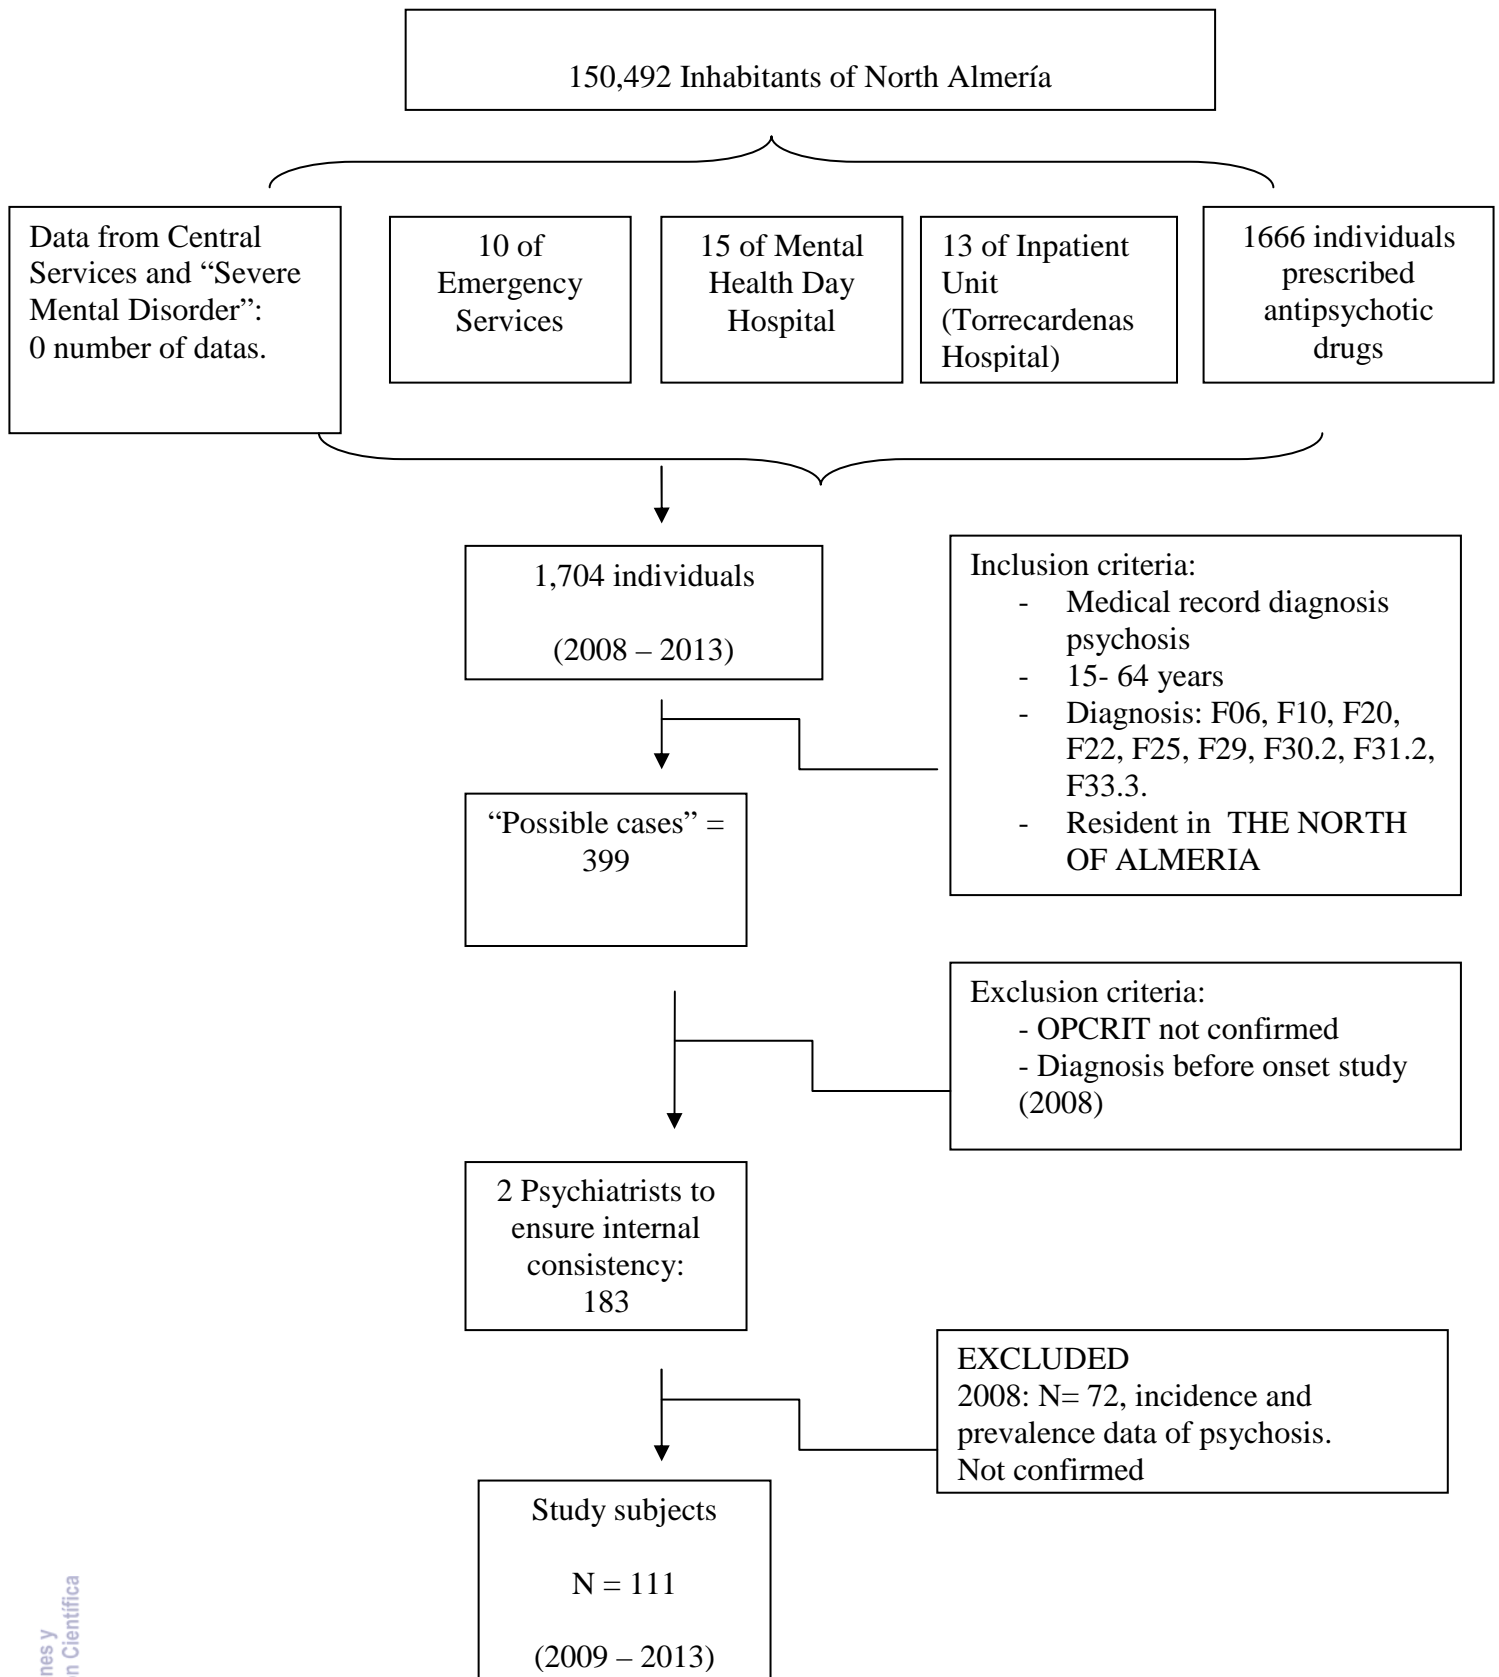 150,492 Inhabitants of North Almería
Data from Central
Services and “Severe
Mental Disorder”:
0 number of datas.
10 of
Emergency
Services
15 of Mental
Health Day
Hospital
13 of Inpatient
Unit
(Torrecardenas
Hospital)
1666 individuals
prescribed
antipsychotic
drugs
1,704 individuals
(2008 – 2013)
Inclusion criteria:
- Medical record diagnosis
psychosis
- 15- 64 years
- Diagnosis: F06, F10, F20,
F22, F25, F29, F30.2, F31.2,
F33.3.
- Resident in THE NORTH
OF ALMERIA
“Possible cases” =
399
Exclusion criteria:
- OPCRIT not confirmed
- Diagnosis before onset study
(2008)
2 Psychiatrists to
ensure internal
consistency:
183
EXCLUDED
2008: N= 72, incidence and
prevalence data of psychosis.
Not confirmed
Study subjects
N = 111
(2009 – 2013)
Científica